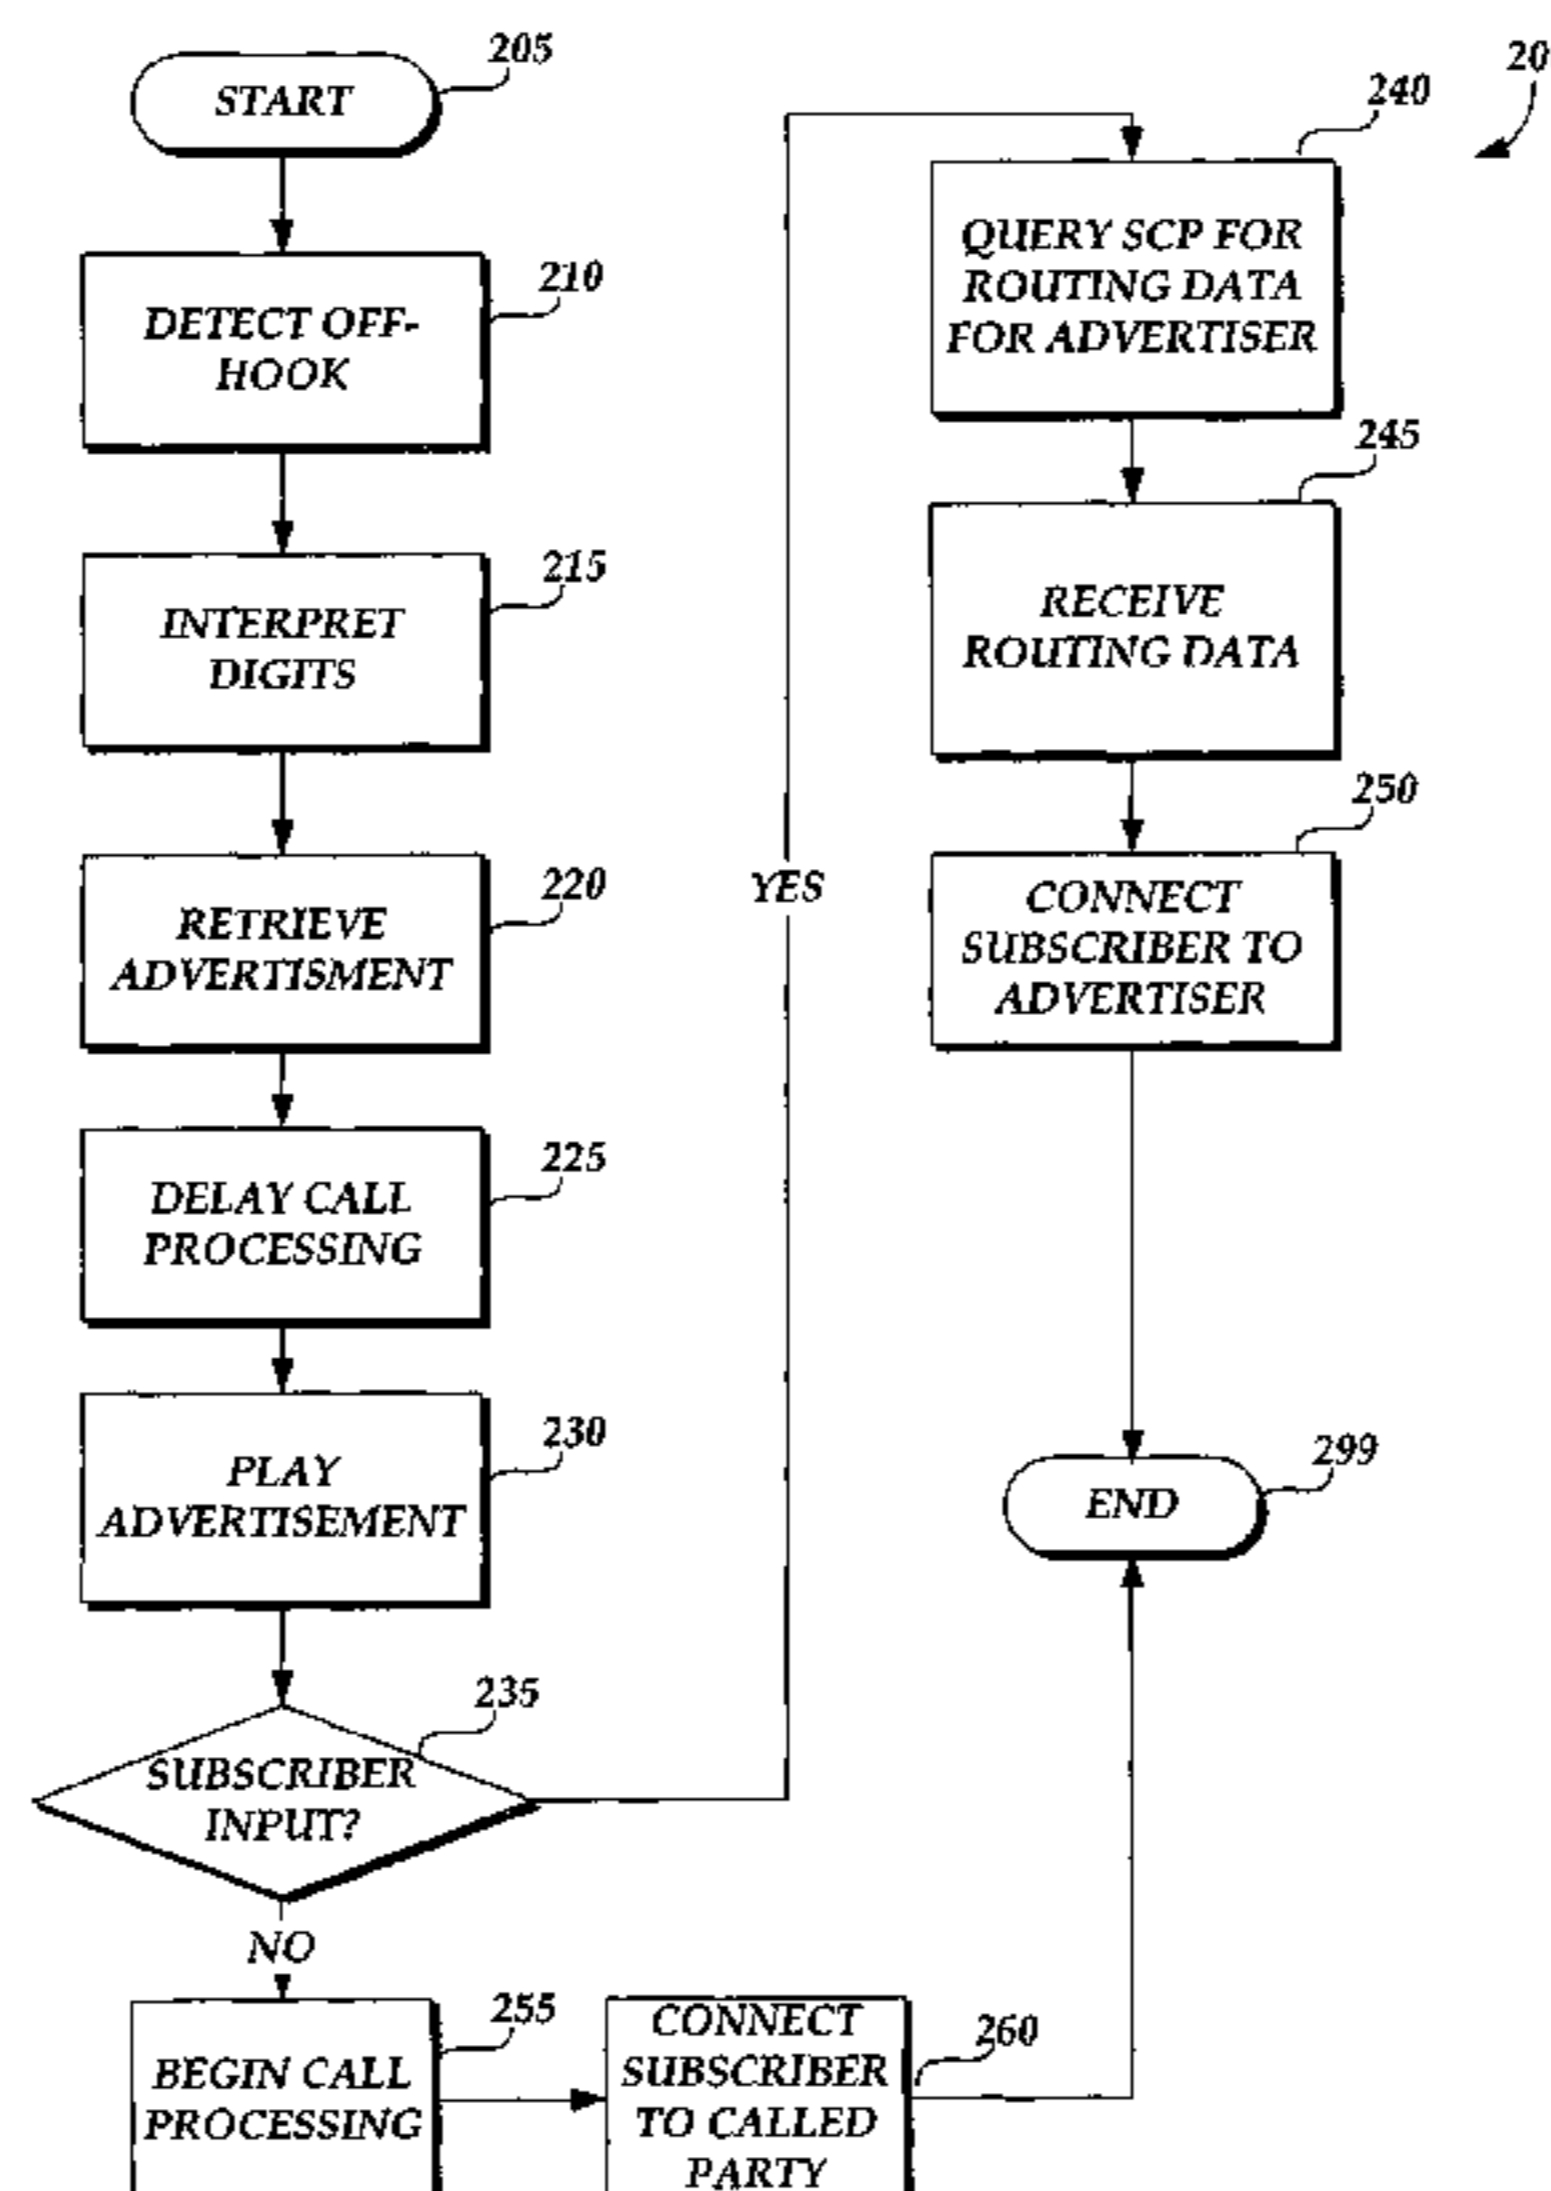 START
205
DETECT OFF-
HOOK
210
INTERPRET
DIGITS
215
RETRIEVE
ADVERTISMENT
220
DELAY CALL
PROCESSING
225
PLAY
ADVERTISEMENT
230
SUBSCRIBER
INPUT?
235
YES
NO
BEGIN CALL
PROCESSING
255
CONNECT
SUBSCRIBER
TO CALLED
PARTY
260
20
QUERY SCP FOR
ROUTING DATA
FOR ADVERTISER
240
RECEIVE
ROUTING DATA
245
CONNECT
SUBSCRIBER TO
ADVERTISER
250
END
299